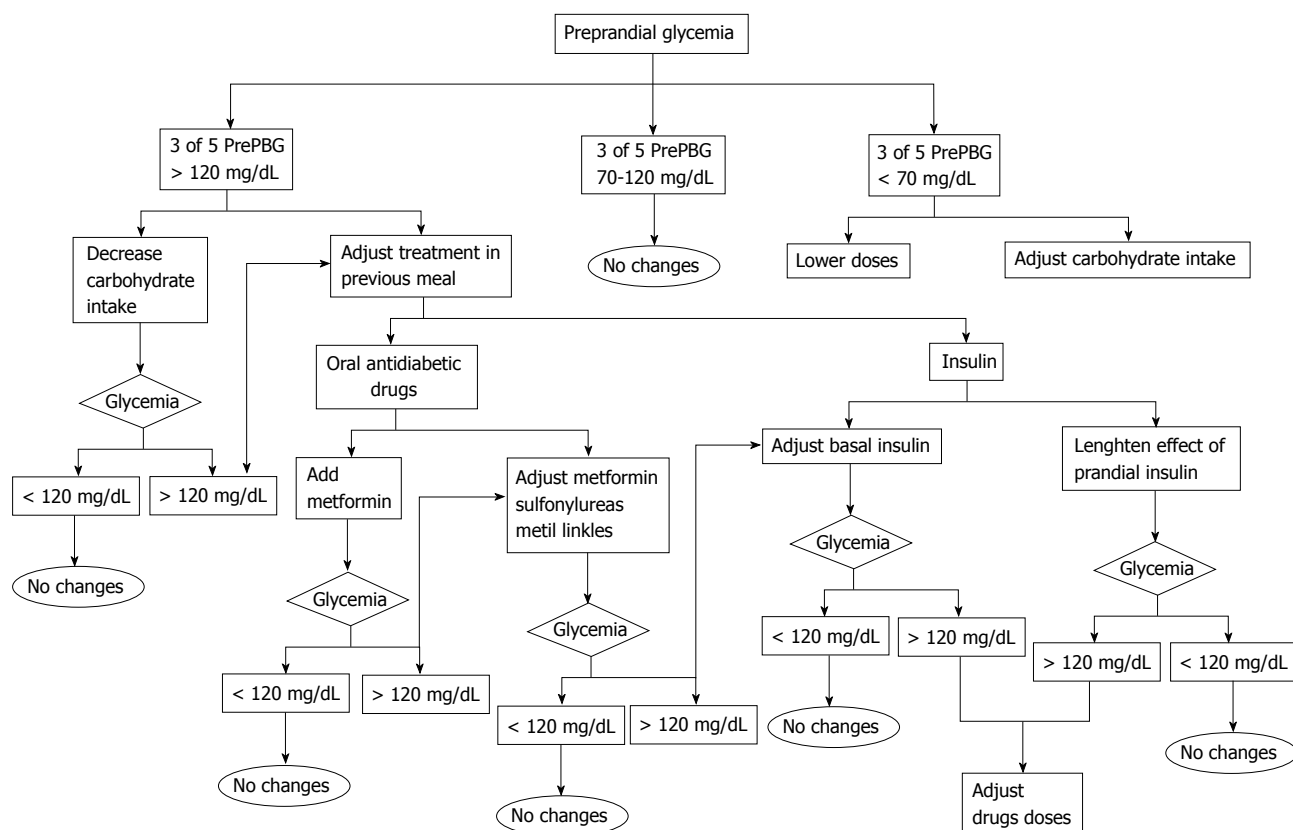 Preprandial glycemia
3 of 5 PrePBG
> 120 mg/dL
3 of 5 PrePBG
70-120 mg/dL
3 of 5 PrePBG
< 70 mg/dL
Decrease
carbohydrate
intake
Adjust treatment in
previous meal
No changes
Lower doses
Adjust carbohydrate intake
Oral antidiabetic
drugs
Insulin
Glycemia
Adjust basal insulin
Lenghten effect of
prandial insulin
< 120 mg/dL
> 120 mg/dL
Add
metformin
Adjust metformin
sulfonylureas
metil linkles
Glycemia
Glycemia
No changes
Glycemia
Glycemia
< 120 mg/dL
> 120 mg/dL
> 120 mg/dL
< 120 mg/dL
< 120 mg/dL
> 120 mg/dL
< 120 mg/dL
> 120 mg/dL
No changes
No changes
No changes
No changes
Adjust
drugs doses